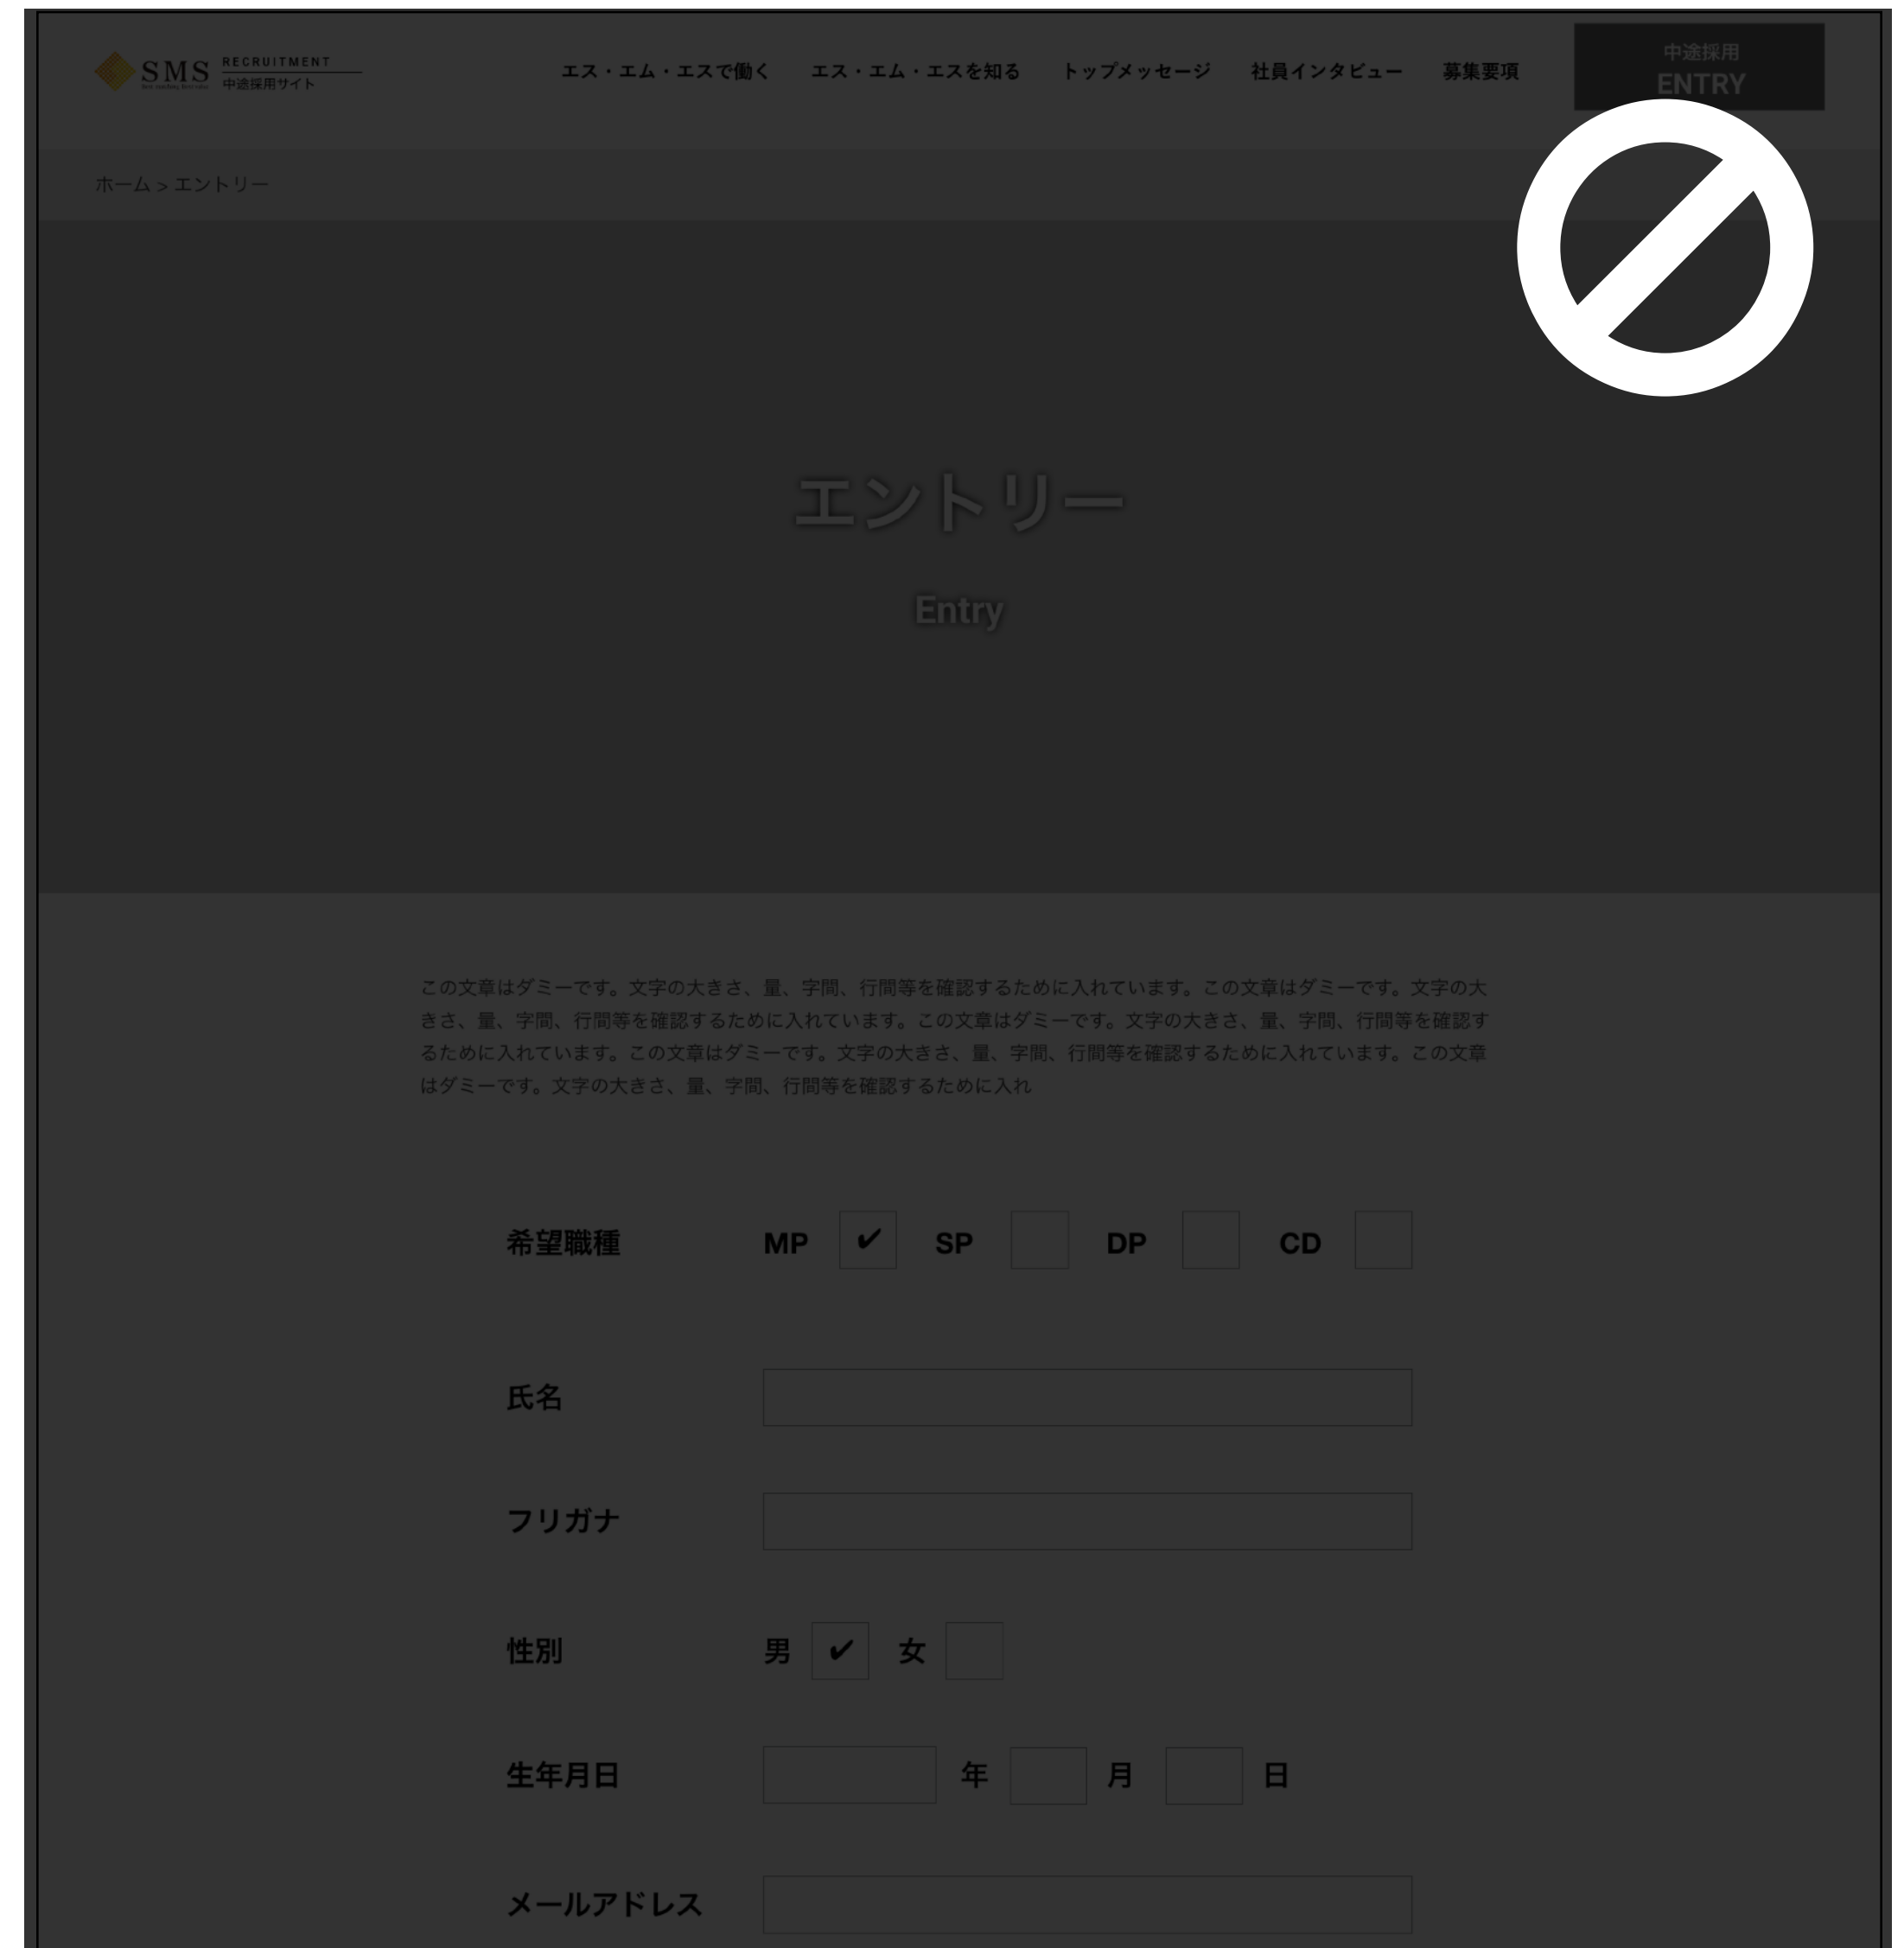 SMS
RECRUITMENT
中途採用サイト
エス・エム・エスで働く
エス・エム・エスを知る
トップメッセージ
社員インタビュー
募集要項
中途採用
ENTRY
ホーム > エントリー
エントリー
Entry
この文章はダミーです。文字の大きさ、量、字間、行間等を確認するために入れています。この文章はダミーです。文字の大
きさ、量、字間、行間等を確認するために入れています。この文章はダミーです。文字の大きさ、量、字間、行間等を確認す
るために入れています。この文章はダミーです。文字の大きさ、量、字間、行間等を確認するために入れています。この文章
はダミーです。文字の大きさ、量、字間、行間等を確認するために入れ
希望職種 MP ✔ SP DP CD
氏名
フリガナ
性別 男 ✔ 女
生年月日 年 月 日
メールアドレス